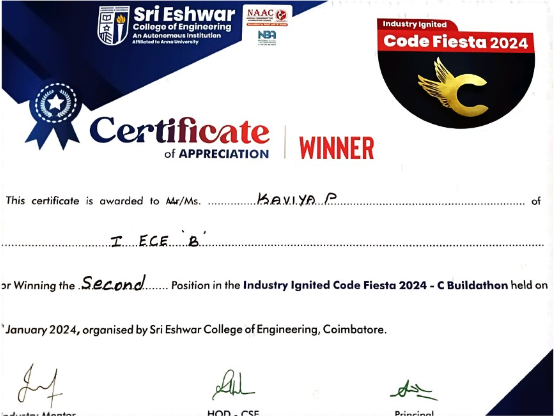 Sri Eshwar
College of Engineering
An Autonomous Institution
Affiliated to Anna University
NAAC
NBA
Industry Ignited
Code Fiesta 2024
Certificate
of APPRECIATION
WINNER
This certificate is awarded to Mr/Ms. KAVIYA P of
I ECE 'B'
or Winning the Second Position in the Industry Ignited Code Fiesta 2024 - C Buildathon held on
January 2024, organised by Sri Eshwar College of Engineering, Coimbatore.
Industry Mentor HOD - CSE Principal